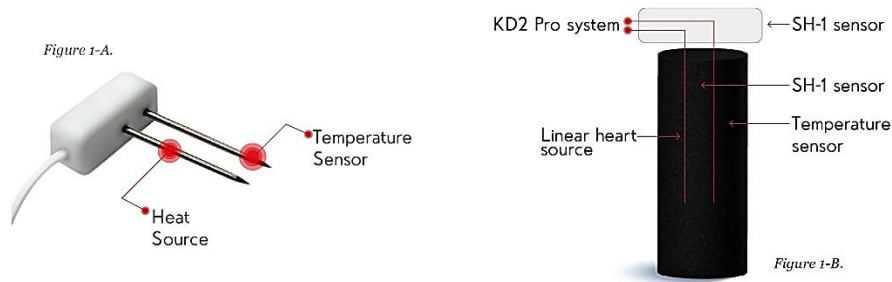 Figure 1-A.
Temperature
Sensor
Heat
Source
KD2 Pro system
SH-1 sensor
SH-1 sensor
Linear heart
source
Temperature
sensor
Figure 1-B.